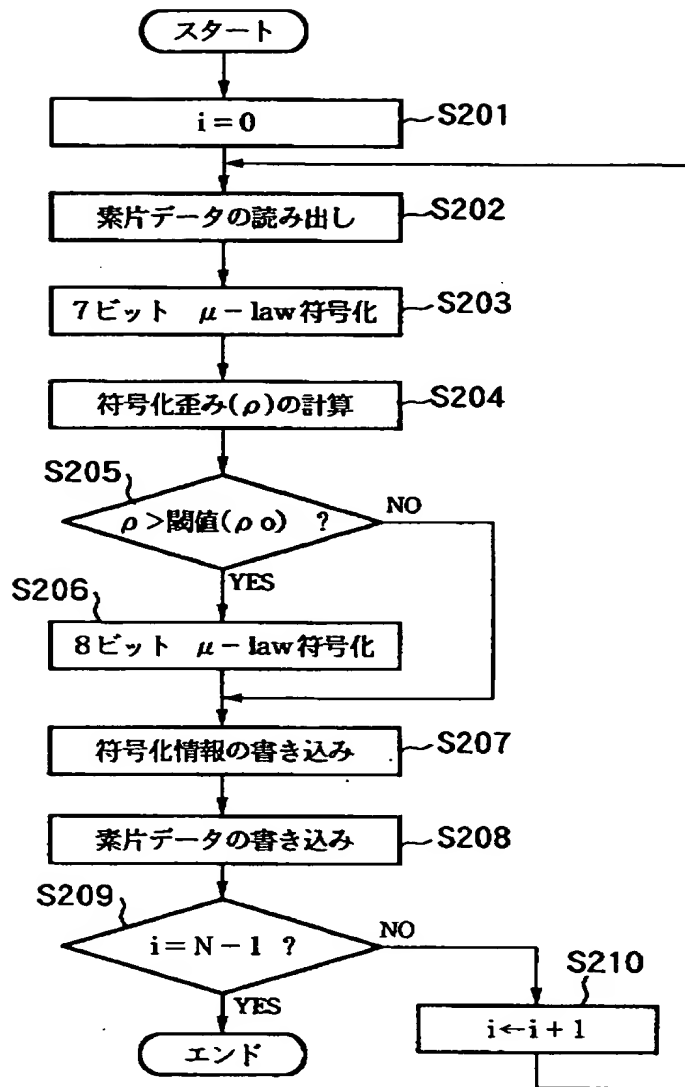 スタート
i=0
S201
素片データの読み出し
S202
7ビット μ-law符号化
S203
符号化歪み(ρ)の計算
S204
S205
ρ>閾値(ρo) ?
NO
YES
S206
8ビット μ-law符号化
符号化情報の書き込み
S207
素片データの書き込み
S208
S209
i=N-1 ?
NO
YES
S210
i←i+1
エンド